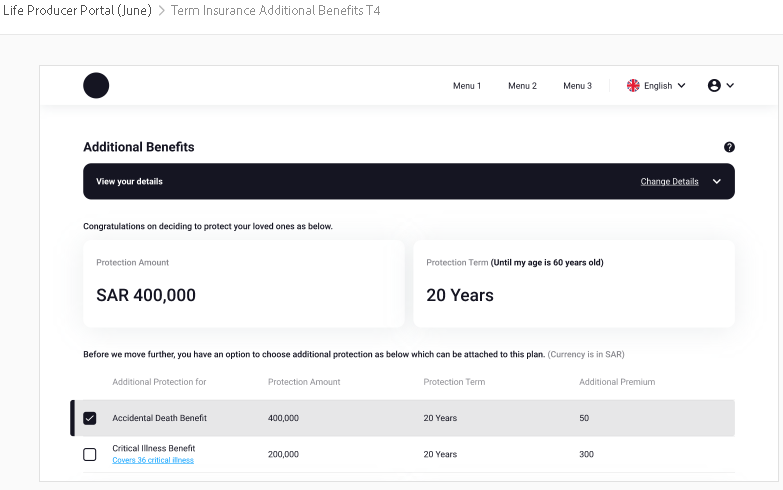 Life Producer Portal (June) > Term Insurance Additional Benefits T4
Menu 1 Menu 2 Menu 3 English
Additional Benefits ?
View your details Change Details
Congratulations on deciding to protect your loved ones as below.
Protection Amount Protection Term (Until my age is 60 years old)
SAR 400,000 20 Years
Before we move further, you have an option to choose additional protection as below which can be attached to this plan. (Currency is in SAR)
Additional Protection for Protection Amount Protection Term Additional Premium
Accidental Death Benefit 400,000 20 Years 50
Critical Illness Benefit
Covers 36 critical illness
200,000 20 Years 300